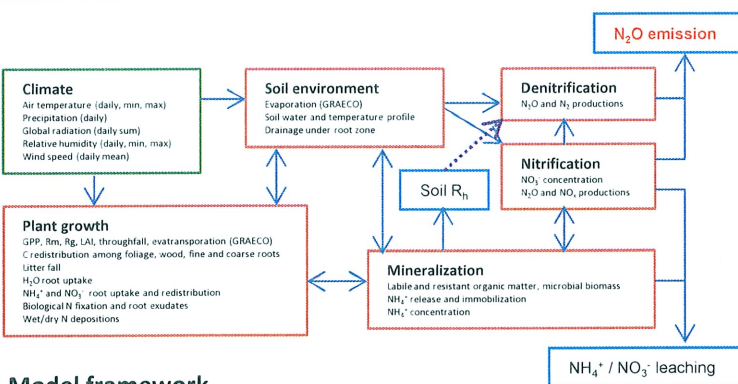 N₂O emission
Climate
Air temperature (daily, min, max)
Precipitation (daily)
Global radiation (daily sum)
Relative humidity (daily, min, max)
Wind speed (daily mean)
Soil environment
Evaporation (GRAECO)
Soil water and temperature profile
Drainage under root zone
Denitrification
N₂O and N₂ productions
Nitrification
NO₃⁻ concentration
N₂O and NOₓ productions
Soil Rₕ
Plant growth
GPP, Rm, Rg, LAI, throughfall, evatransporation (GRAECO)
C redistribution among foliage, wood, fine and coarse roots
Litter fall
H₂O root uptake
NH₄⁺ and NO₃⁻ root uptake and redistribution
Biological N fixation and root exudates
Wet/dry N depositions
Mineralization
Labile and resistant organic matter, microbial biomass
NH₄⁺ release and immobilization
NH₄⁺ concentration
NH₄⁺ / NO₃⁻ leaching
Model framework